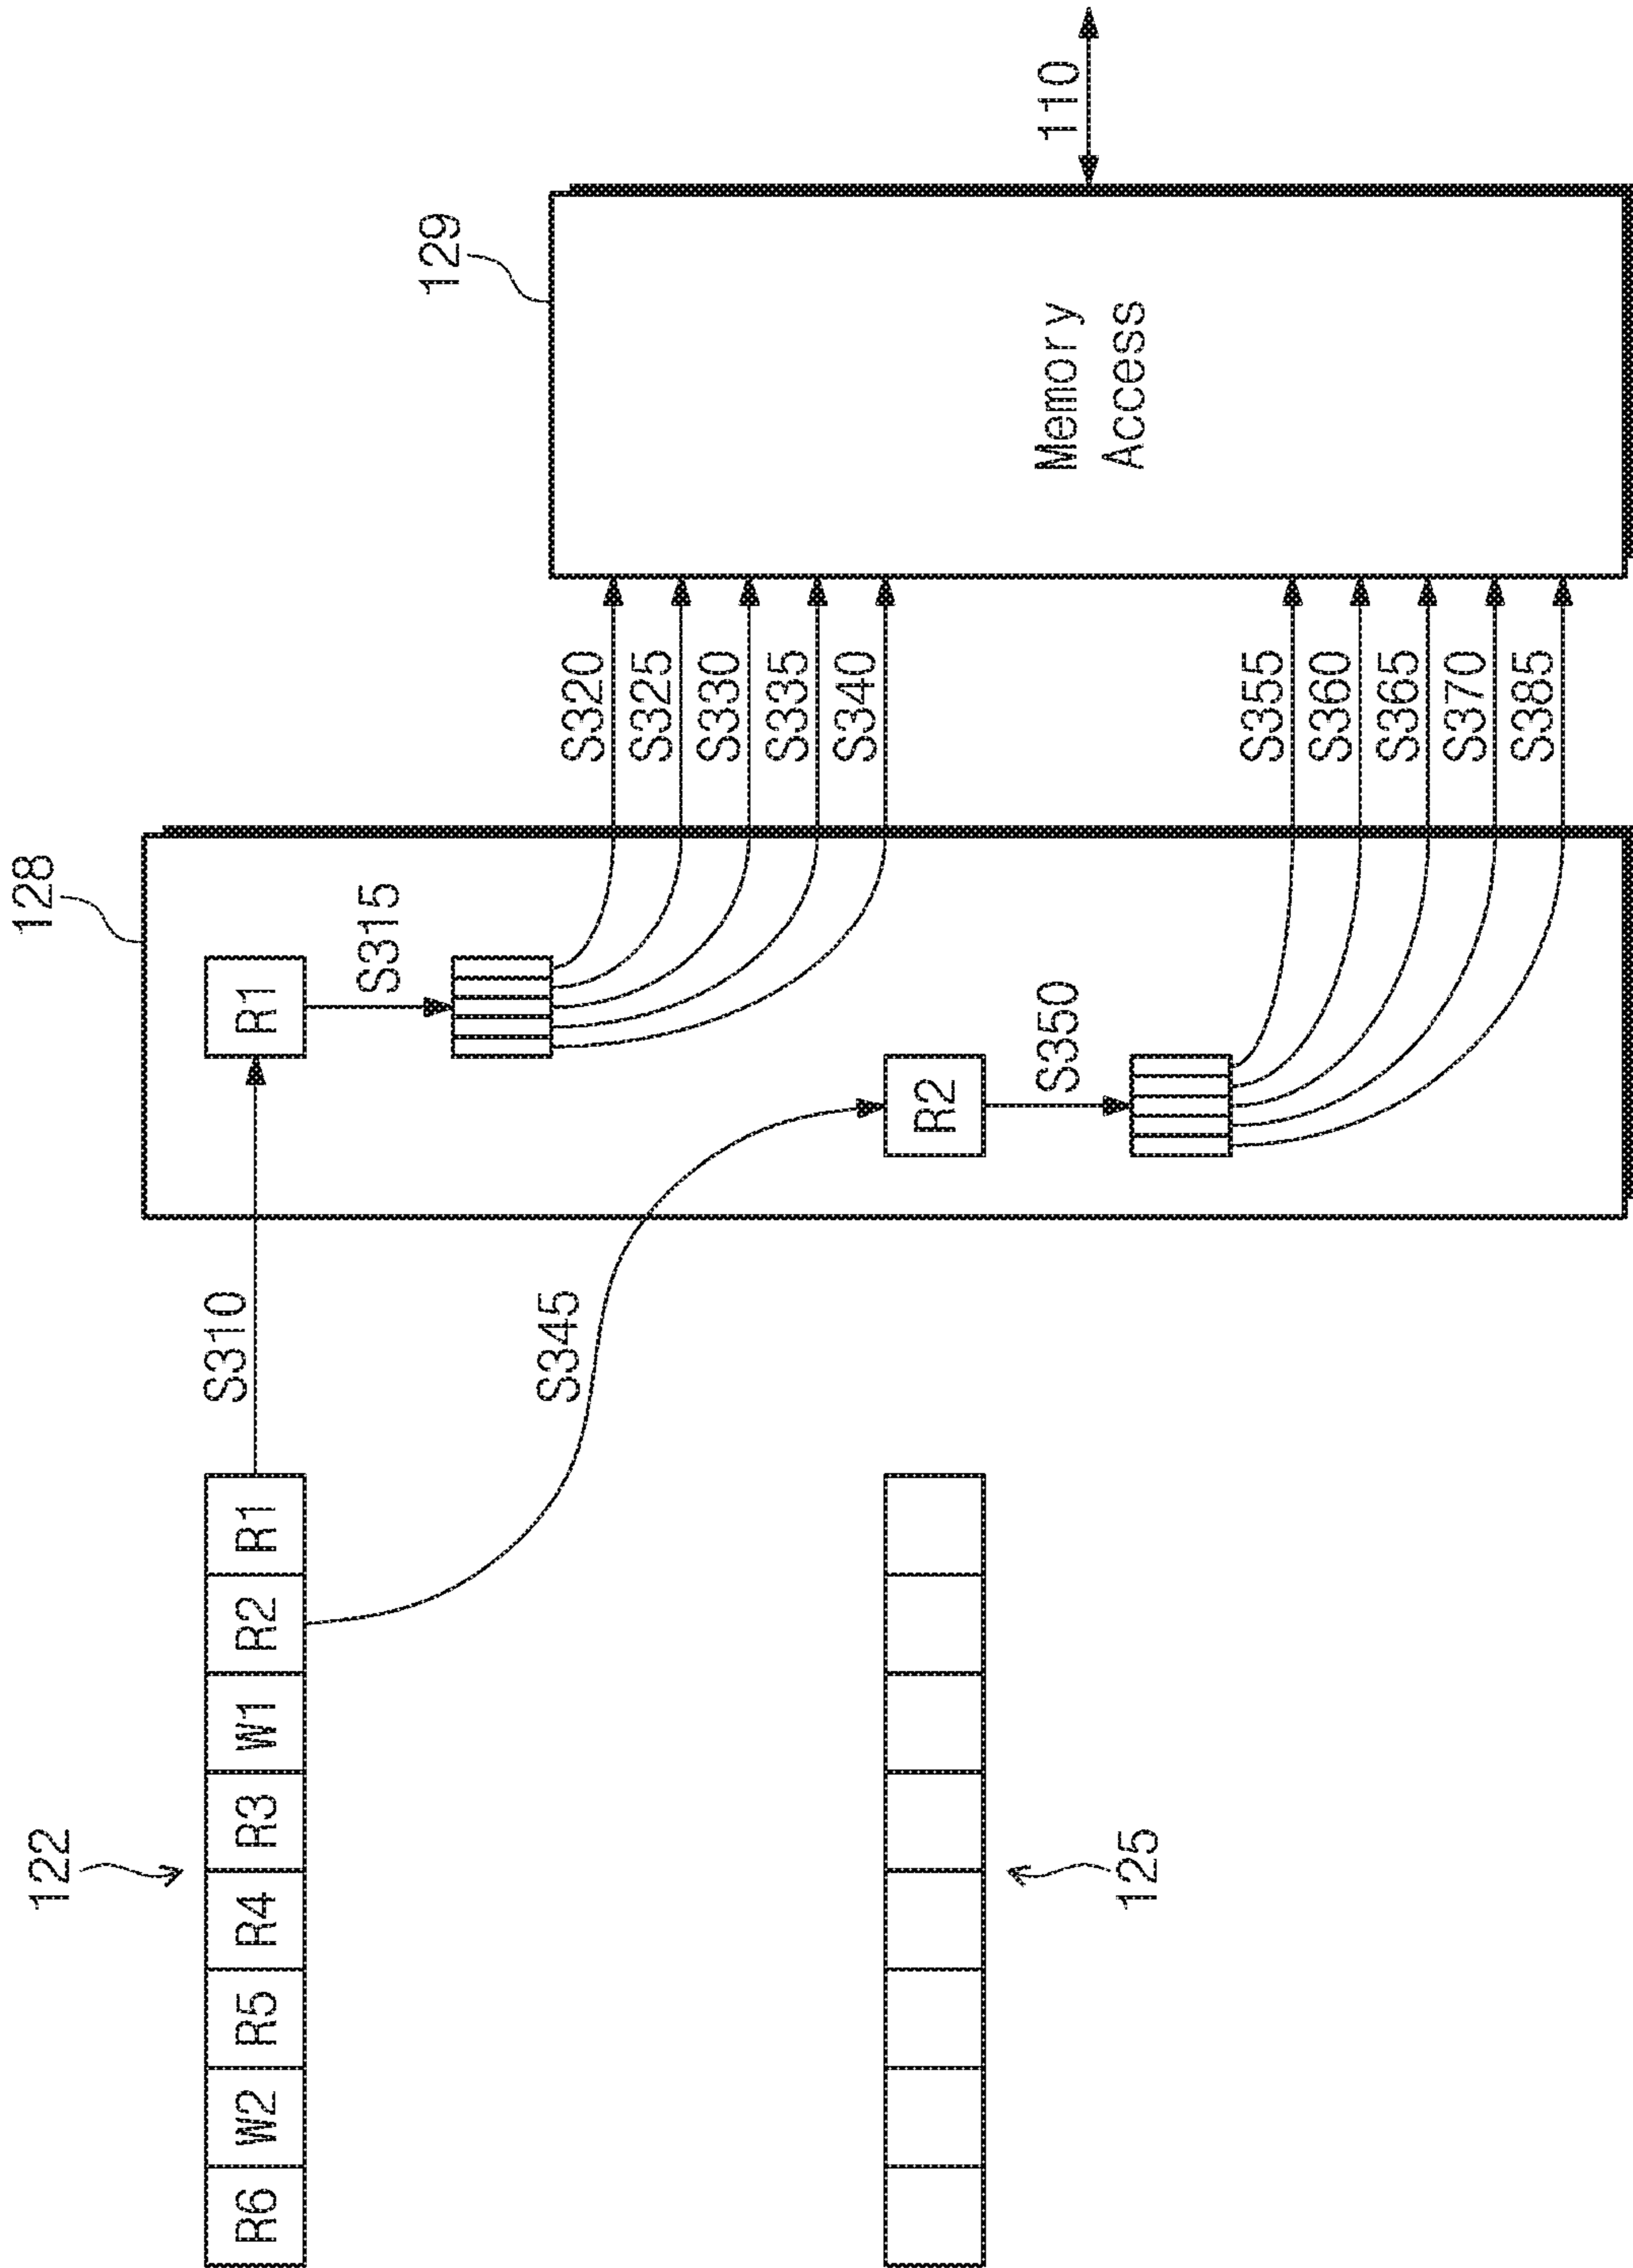 122
R6 W2 R5 R4 R3 W1 R2 R1
S310
S345
125
128
R1
S315
R2
S350
S320
S325
S330
S335
S340
S355
S360
S365
S370
S385
129
Memory
Access
110